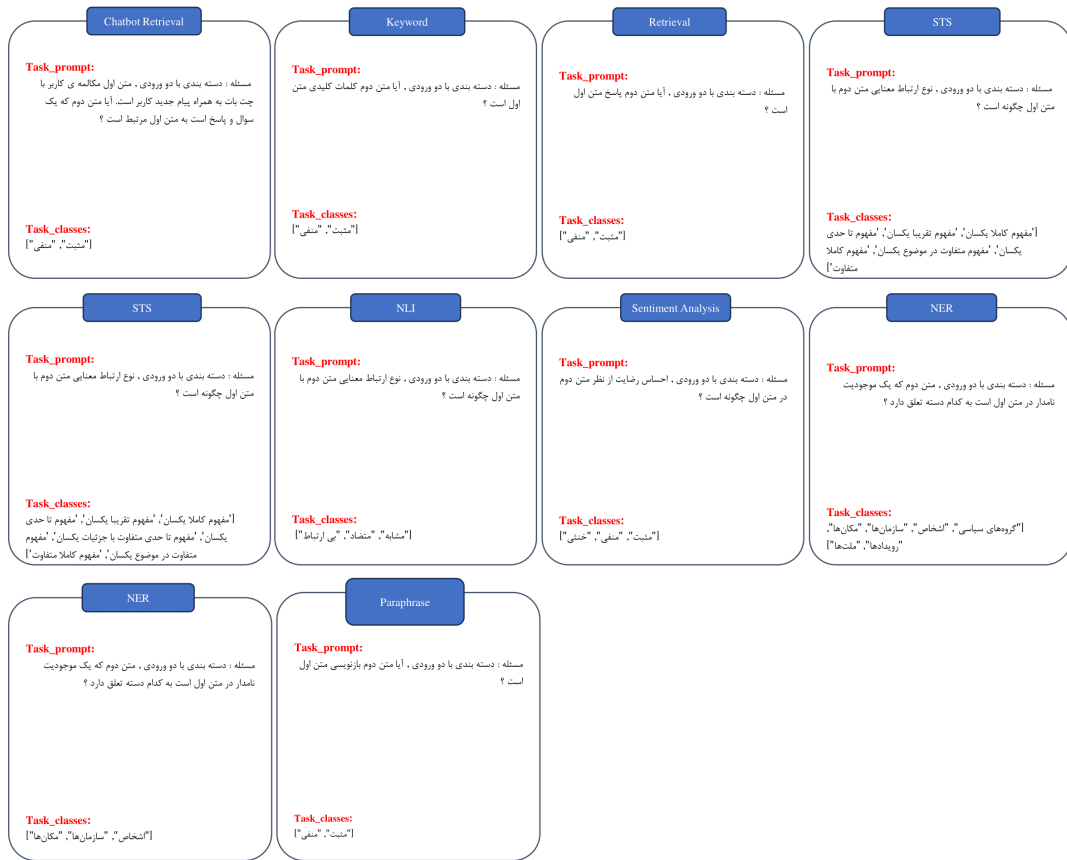 Chatbot Retrieval
Task_prompt:
مسئله : دسته بندی با دو ورودی , متن اول مکالمه ی کاربر با
چت بات به همراه پیام جدید کاربر است. آیا متن دوم که یک
سوال و پاسخ است به متن اول مرتبط است ؟
Task_classes:
["مثبت", "منفی"]
Keyword
Task_prompt:
مسئله : دسته بندی با دو ورودی , آیا متن دوم کلمات کلیدی متن
اول است ؟
Task_classes:
["مثبت", "منفی"]
Retrieval
Task_prompt:
مسئله : دسته بندی با دو ورودی , آیا متن دوم پاسخ متن اول
است ؟
Task_classes:
["مثبت", "منفی"]
STS
Task_prompt:
مسئله : دسته بندی با دو ورودی , نوع ارتباط معنایی متن دوم با
متن اول چگونه است ؟
Task_classes:
['مفهوم کاملا یکسان', 'مفهوم تقریبا یکسان', 'مفهوم تا حدی
یکسان', 'مفهوم متفاوت در موضوع یکسان', 'مفهوم کاملا
متفاوت']
STS
Task_prompt:
مسئله : دسته بندی با دو ورودی , نوع ارتباط معنایی متن دوم با
متن اول چگونه است ؟
Task_classes:
['مفهوم کاملا یکسان', 'مفهوم تقریبا یکسان', 'مفهوم تا حدی
یکسان', 'مفهوم تا حدی متفاوت با جزئیات یکسان', 'مفهوم
متفاوت در موضوع یکسان', 'مفهوم کاملا متفاوت']
NLI
Task_prompt:
مسئله : دسته بندی با دو ورودی , نوع ارتباط معنایی متن دوم با
متن اول چگونه است ؟
Task_classes:
["مشابه", "متضاد", "بی ارتباط"]
Sentiment Analysis
Task_prompt:
مسئله : دسته بندی با دو ورودی , احساس رضایت از نظر متن دوم
در متن اول چگونه است ؟
Task_classes:
["مثبت", "منفی", "خنثی"]
NER
Task_prompt:
مسئله : دسته بندی با دو ورودی , متن دوم که یک موجودیت
نامدار در متن اول است به کدام دسته تعلق دارد ؟
Task_classes:
["گروه‌های سیاسی", "اشخاص", "سازمان‌ها", "مکان‌ها",
"رویدادها", "ملت‌ها"]
NER
Task_prompt:
مسئله : دسته بندی با دو ورودی , متن دوم که یک موجودیت
نامدار در متن اول است به کدام دسته تعلق دارد ؟
Task_classes:
["اشخاص", "سازمان‌ها", "مکان‌ها"]
Paraphrase
Task_prompt:
مسئله : دسته بندی با دو ورودی , آیا متن دوم بازنویسی متن اول
است ؟
Task_classes:
["مثبت", "منفی"]